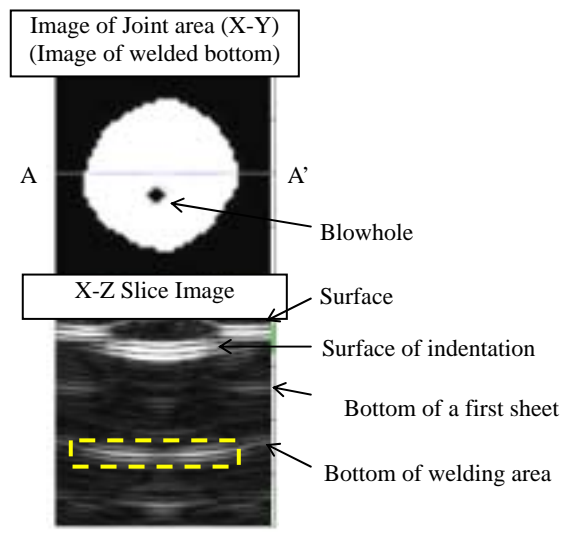 Image of Joint area (X-Y)
(Image of welded bottom)
A
A’
Blowhole
X-Z Slice Image
Surface
Surface of indentation
Bottom of a first sheet
Bottom of welding area